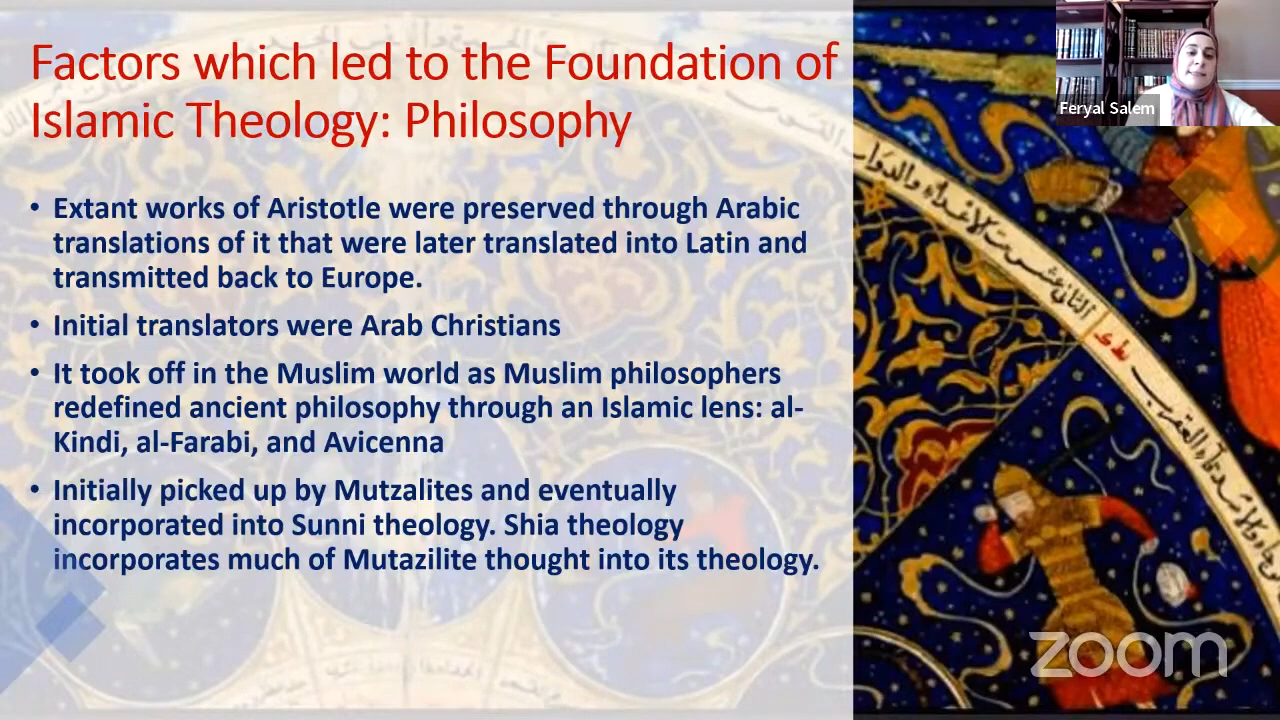 Factors which led to the Foundation of
Islamic Theology: Philosophy
• Extant works of Aristotle were preserved through Arabic
translations of it that were later translated into Latin and
transmitted back to Europe.
• Initial translators were Arab Christians
• It took off in the Muslim world as Muslim philosophers
redefined ancient philosophy through an Islamic lens: al-
Kindi, al-Farabi, and Avicenna
• Initially picked up by Mutzalites and eventually
incorporated into Sunni theology. Shia theology
incorporates much of Mutazilite thought into its theology.
Feryal Salem
zoom